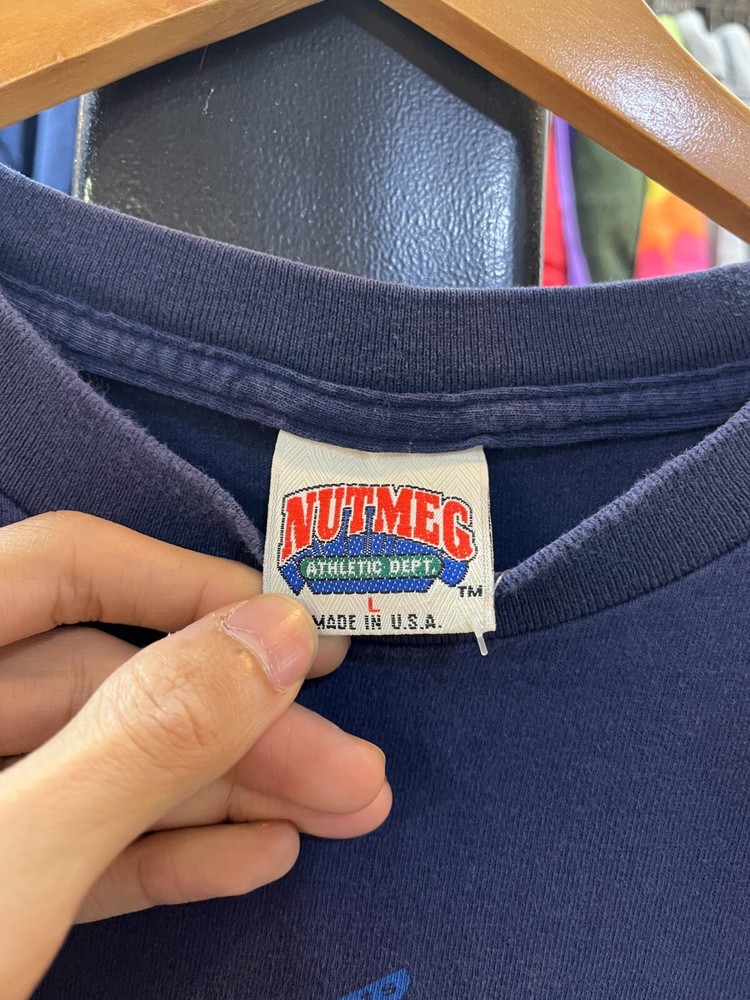 NUTMEG
ATHLETIC DEPT.
TM
L
MADE IN U.S.A.